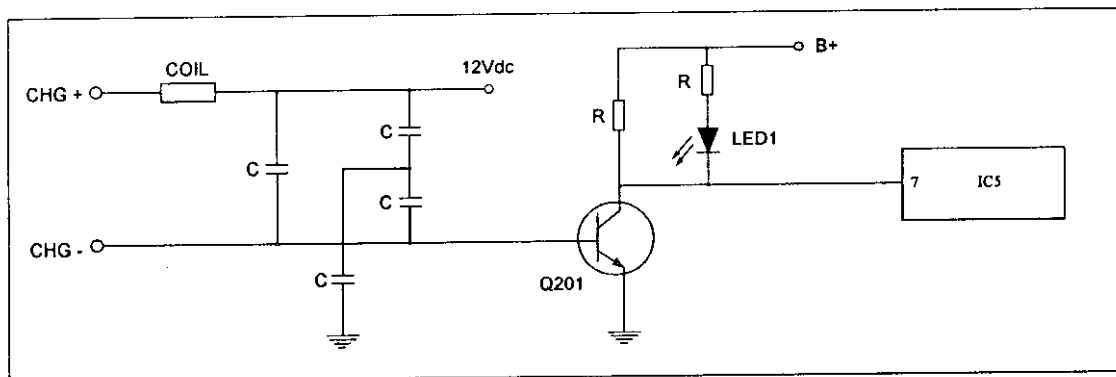 COIL
12Vdc
B+
CHG +
R
R
C
C
LED1
C
7 IC5
CHG -
C
Q201